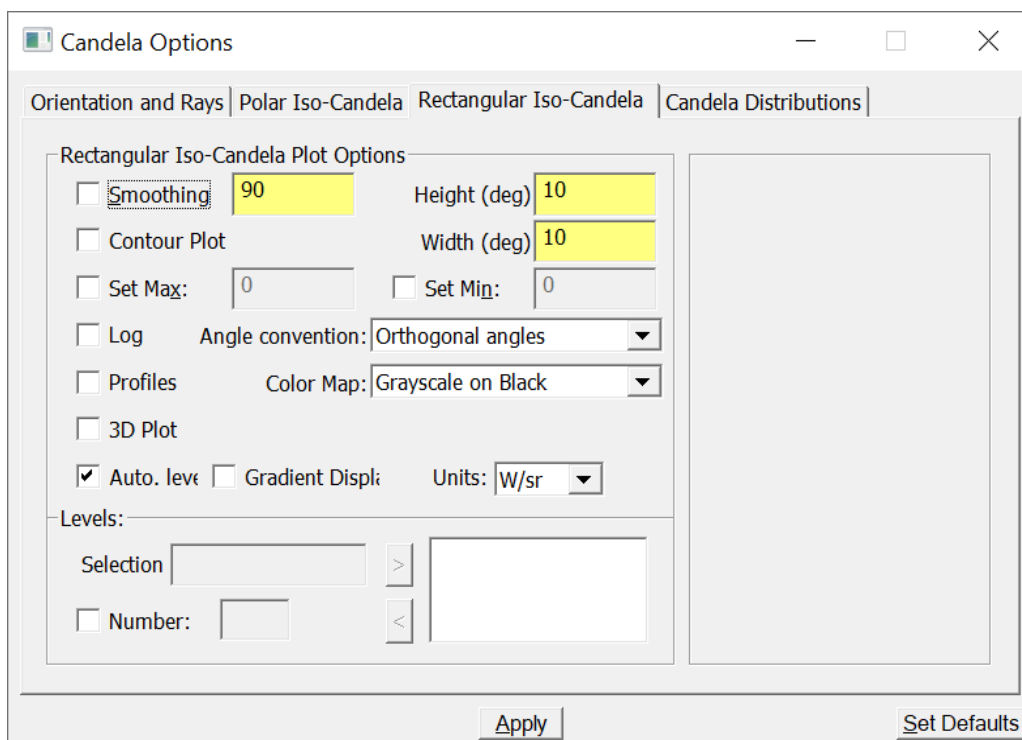 Candela Options
Orientation and Rays Polar Iso-Candela Rectangular Iso-Candela Candela Distributions
Rectangular Iso-Candela Plot Options
Smoothing 90 Height (deg) 10
Contour Plot Width (deg) 10
Set Max: 0 Set Min: 0
Log Angle convention: Orthogonal angles
Profiles Color Map: Grayscale on Black
3D Plot
Auto. leve Gradient Displa Units: W/sr
Levels:
Selection >
Number: <
Apply Set Defaults